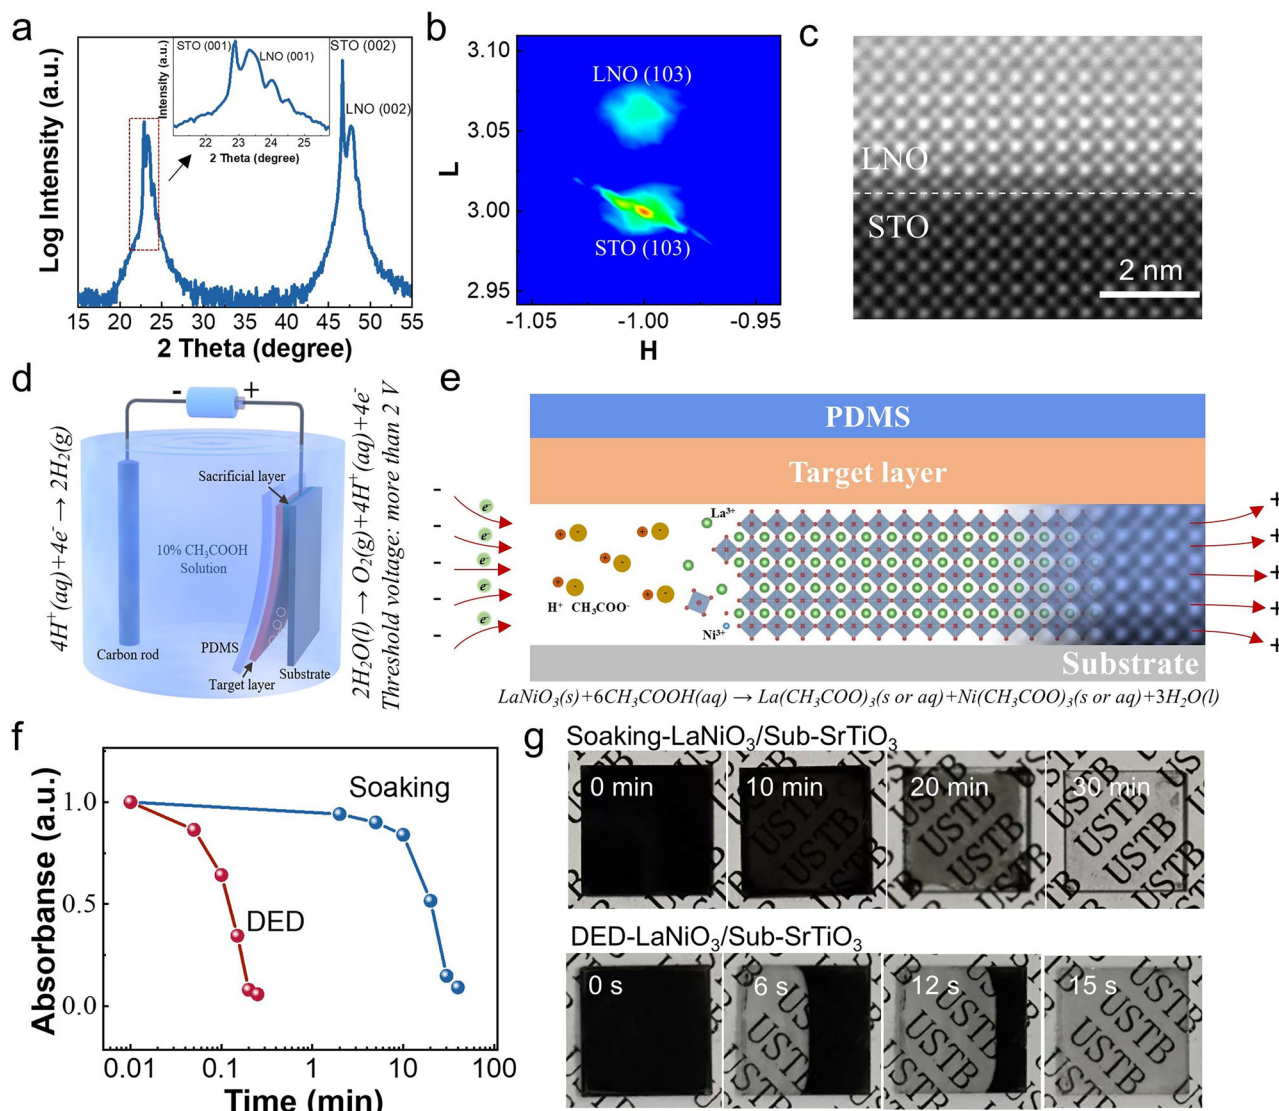 a
Log Intensity (a.u.)
STO (001)
LNO (001)
Intensity (a.u.)
22 23 24 25
2 Theta (degree)
STO (002)
LNO (002)
15 20 25 30 35 40 45 50 55
2 Theta (degree)
b
3.10
3.05
3.00
2.95
L
LNO (103)
STO (103)
-1.05 -1.00 -0.95
H
c
LNO
STO
2 nm
d
- +
4H⁺(aq)+4e⁻ → 2H₂(g)
Sacrificial layer
10% CH₃COOH
Solution
PDMS
Carbon rod
Target layer
Substrate
2H₂O(l) → O₂(g)+4H⁺(aq)+4e⁻
Threshold voltage: more than 2 V
e
PDMS
Target layer
La³⁺
H⁺ CH₃COO⁻
Ni³⁺
Substrate
LaNiO₃(s)+6CH₃COOH(aq) → La(CH₃COO)₃(s or aq)+Ni(CH₃COO)₃(s or aq)+3H₂O(l)
f
Absorbanse (a.u.)
1.0
0.5
0.0
Soaking
DED
0.01 0.1 1 10 100
Time (min)
g
Soaking-LaNiO₃/Sub-SrTiO₃
0 min
10 min
20 min
30 min
USTB
DED-LaNiO₃/Sub-SrTiO₃
0 s
6 s
12 s
15 s
USTB